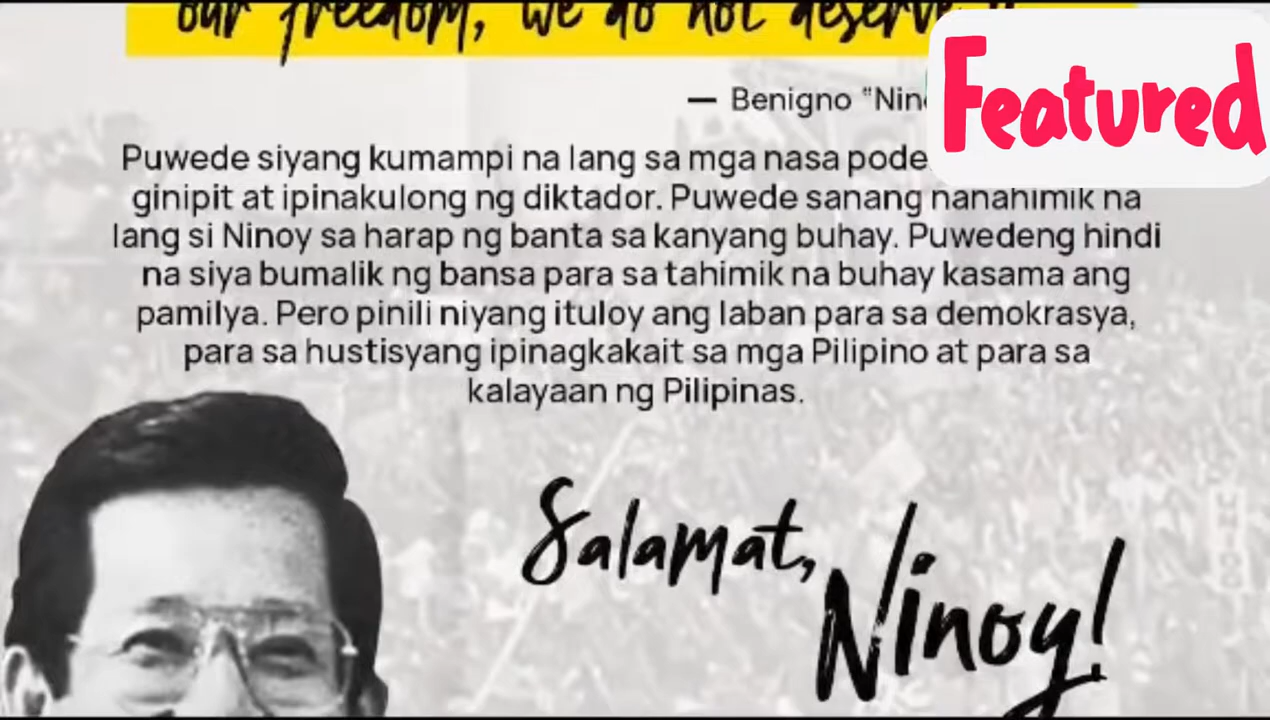 our freedom, we do not deserve
— Benigno
Featured
Puwede siyang kumampi na lang sa mga nasa
ginipit at ipinakulong ng diktador. Puwede sanang nanahimik na
lang si Ninoy sa harap ng banta sa kanyang buhay. Puwedeng hindi
na siya bumalik ng bansa para sa tahimik na buhay kasama ang
pamilya. Pero pinili niyang ituloy ang laban para sa demokrasya,
para sa hustisyang ipinagkakait sa mga Pilipino at para sa
kalayaan ng Pilipinas.
Salamat,
Ninoy!